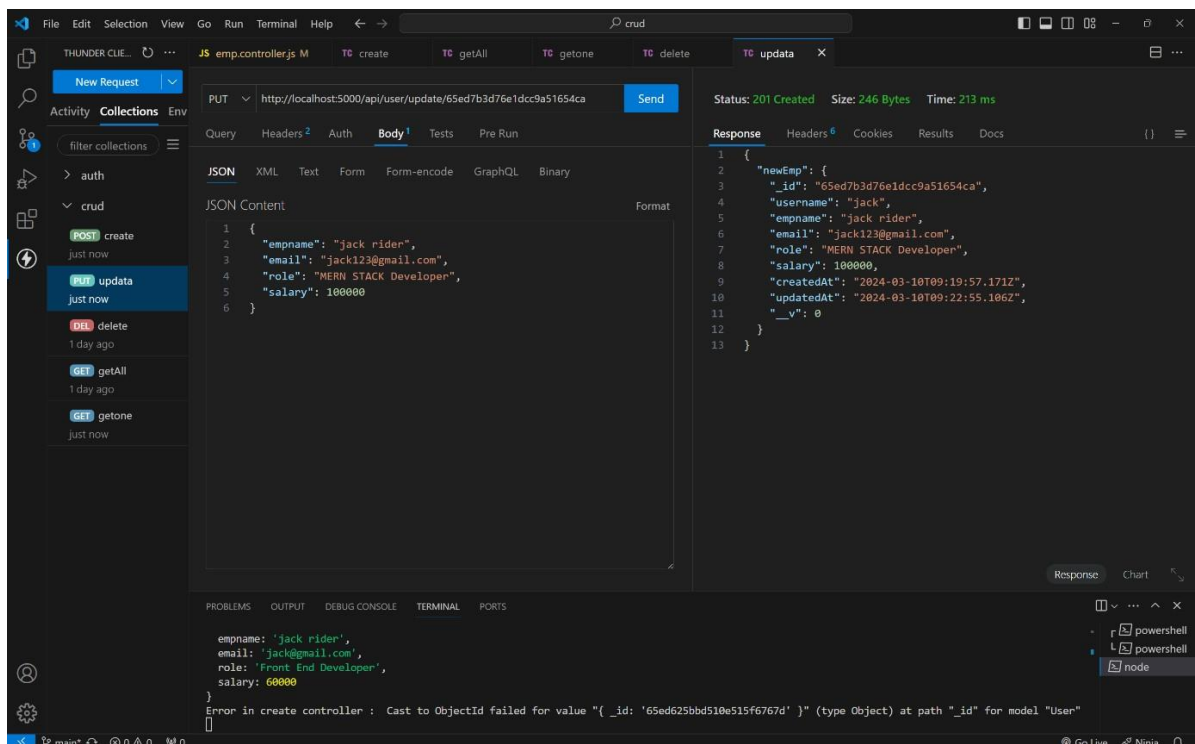 File Edit Selection View Go Run Terminal Help crud
THUNDER CLIE...
JS emp.controller.js M TC create TC getAll TC getone TC delete TC updata
New Request
Activity Collections Env
filter collections
auth
crud
POST create
just now
PUT updata
just now
DEL delete
1 day ago
GET getAll
1 day ago
GET getone
just now
PUT http://localhost:5000/api/user/update/65ed7b3d76e1dcc9a51654ca Send
Query Headers 2 Auth Body 1 Tests Pre Run
JSON XML Text Form Form-encode GraphQL Binary
JSON Content Format
1 {
2 "empname": "jack rider",
3 "email": "jack123@gmail.com",
4 "role": "MERN STACK Developer",
5 "salary": 100000
6 }
Status: 201 Created Size: 246 Bytes Time: 213 ms
Response Headers 6 Cookies Results Docs { }
1 {
2 "newEmp": {
3 "_id": "65ed7b3d76e1dcc9a51654ca",
4 "username": "jack",
5 "empname": "jack rider",
6 "email": "jack123@gmail.com",
7 "role": "MERN STACK Developer",
8 "salary": 100000,
9 "createdAt": "2024-03-10T09:19:57.171Z",
10 "updatedAt": "2024-03-10T09:22:55.106Z",
11 "__v": 0
12 }
13 }
Response Chart
PROBLEMS OUTPUT DEBUG CONSOLE TERMINAL PORTS
empname: 'jack rider',
email: 'jack@gmail.com',
role: 'Front End Developer',
salary: 60000
}
Error in create controller : Cast to ObjectId failed for value "{ _id: '65ed625bbd510e515f6767d' }" (type Object) at path "_id" for model "User"
powershell
powershell
node
main* 0 0 0 Go Live Ninja